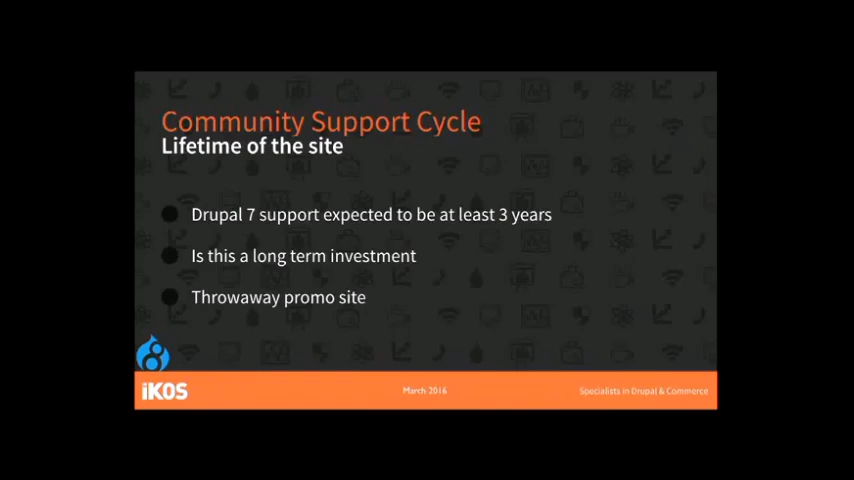 Community Support Cycle
Lifetime of the site
Drupal 7 support expected to be at least 3 years
Is this a long term investment
Throwaway promo site
iKOS
March 2016
Specialists in Drupal & Commerce